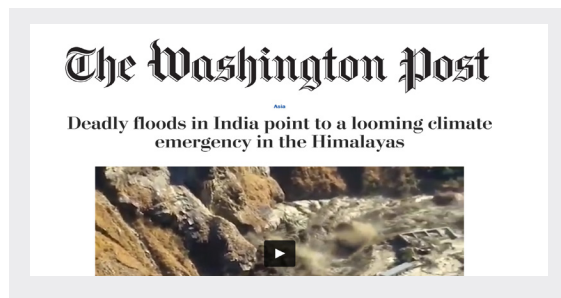 The Washington Post
Asia
Deadly floods in India point to a looming climate
emergency in the Himalayas